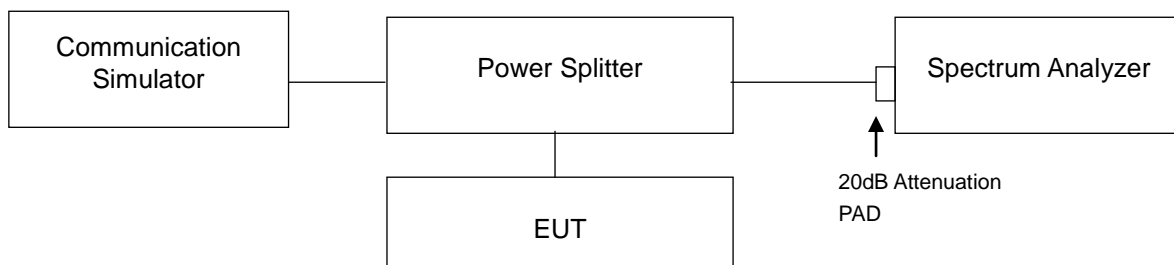 Communication
Simulator
Power Splitter
Spectrum Analyzer
20dB Attenuation
PAD
EUT